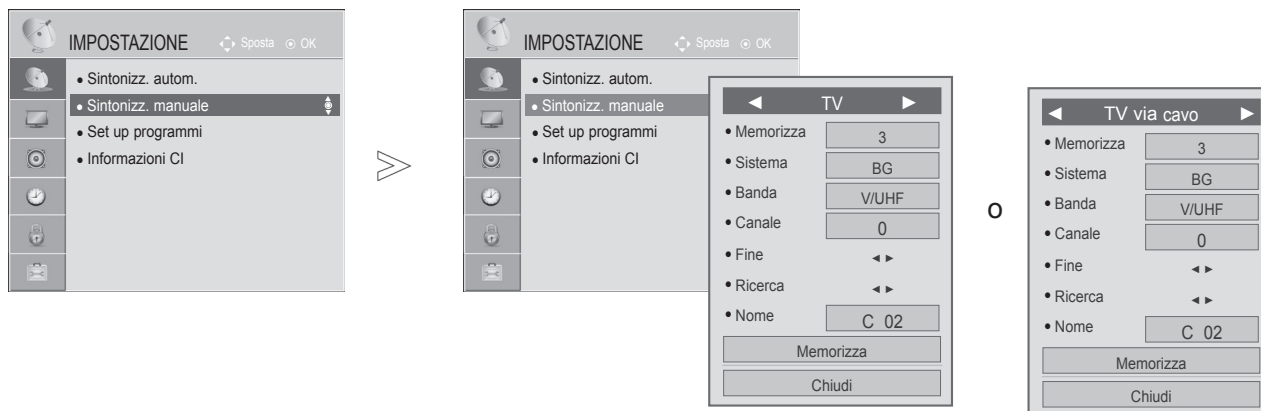 IMPOSTAZIONE Sposta OK
• Sintonizz. autom.
• Sintonizz. manuale
• Set up programmi
• Informazioni CI
IMPOSTAZIONE Sposta OK
• Sintonizz. autom.
• Sintonizz. manuale
• Set up programmi
• Informazioni CI
◄ TV ►
• Memorizza 3
• Sistema BG
• Banda V/UHF
• Canale 0
• Fine ◄ ►
• Ricerca ◄ ►
• Nome C 02
Memorizza
Chiudi
o
◄ TV via cavo ►
• Memorizza 3
• Sistema BG
• Banda V/UHF
• Canale 0
• Fine ◄ ►
• Ricerca ◄ ►
• Nome C 02
Memorizza
Chiudi